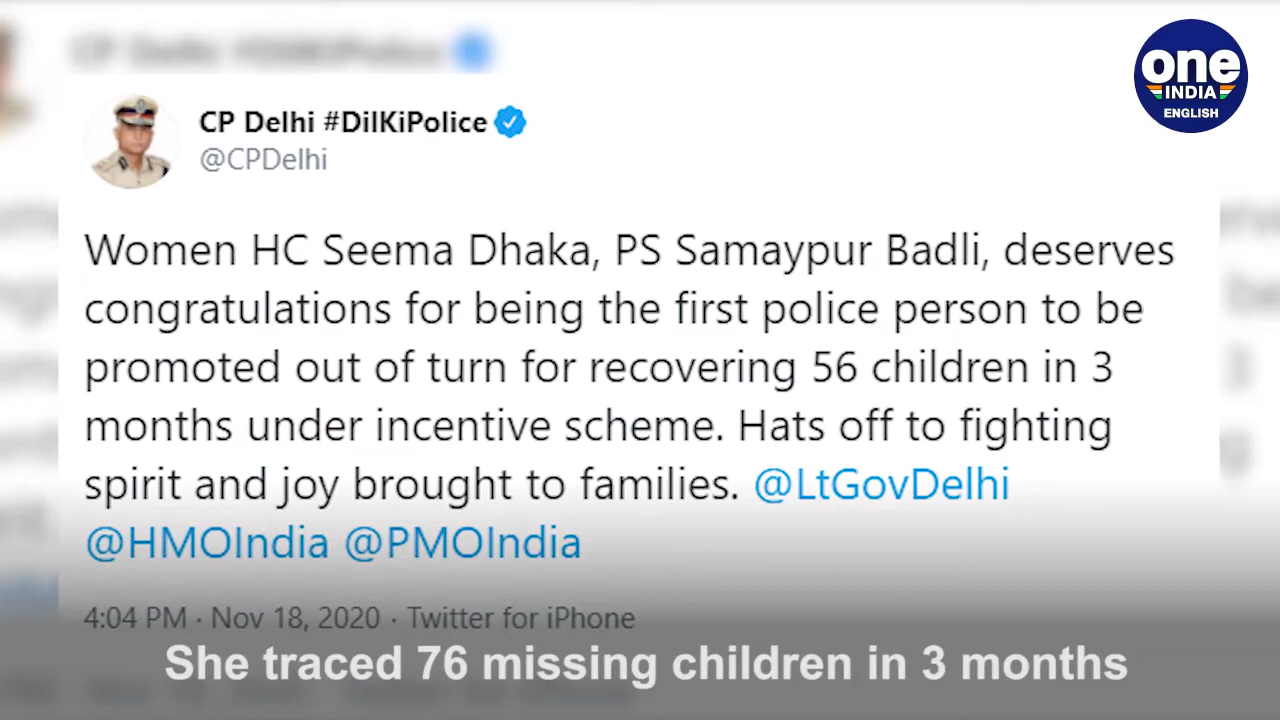 one
INDIA
ENGLISH
CP Delhi #DilKiPolice
@CPDelhi
Women HC Seema Dhaka, PS Samaypur Badli, deserves
congratulations for being the first police person to be
promoted out of turn for recovering 56 children in 3
months under incentive scheme. Hats off to fighting
spirit and joy brought to families. @LtGovDelhi
@HMOIndia @PMOIndia
4:04 PM · Nov 18, 2020 · Twitter for iPhone
She traced 76 missing children in 3 months